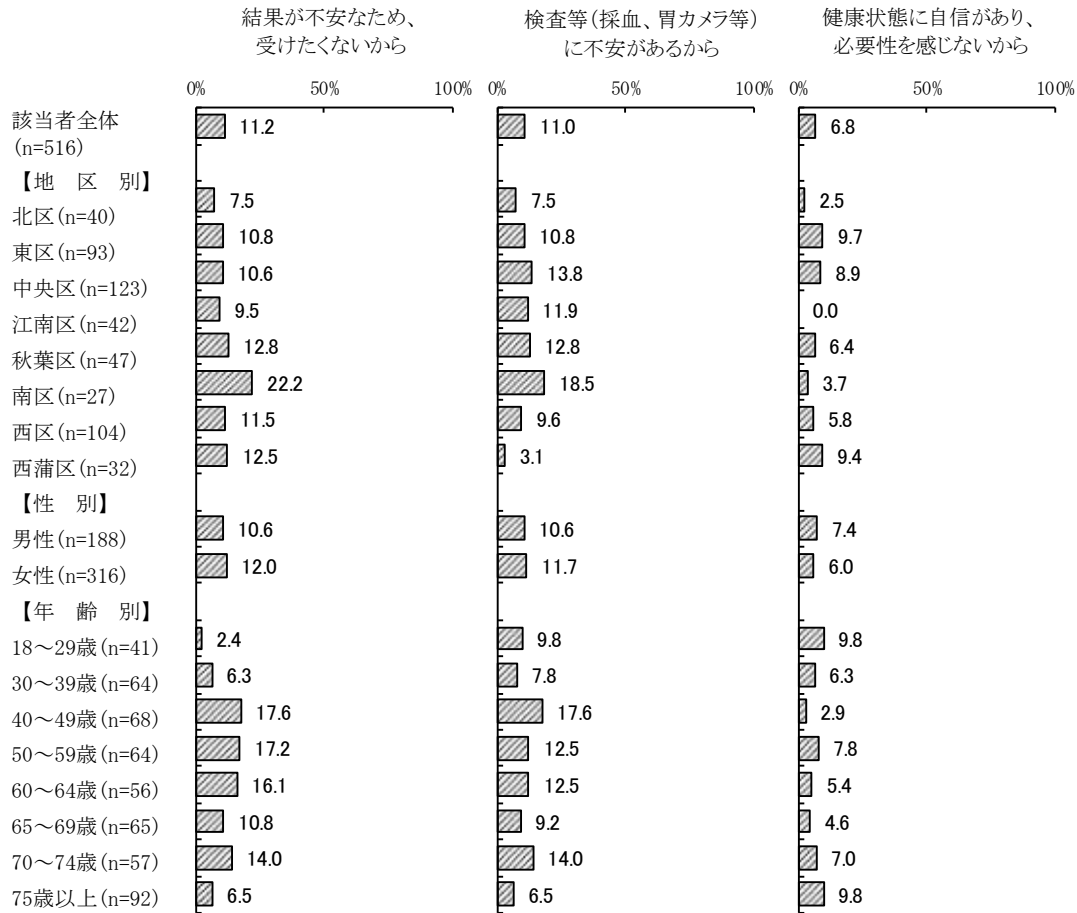 結果が不安なため、
受けたくないから
検査等(採血、胃カメラ等)
に不安があるから
健康状態に自信があり、
必要性を感じないから
0% 50% 100% 0% 50% 100% 0% 50% 100%
該当者全体
(n=516)
11.2 11.0 6.8
【地 区 別】
北区(n=40) 7.5 7.5 2.5
東区(n=93) 10.8 10.8 9.7
中央区(n=123) 10.6 13.8 8.9
江南区(n=42) 9.5 11.9 0.0
秋葉区(n=47) 12.8 12.8 6.4
南区(n=27) 22.2 18.5 3.7
西区(n=104) 11.5 9.6 5.8
西蒲区(n=32) 12.5 3.1 9.4
【性 別】
男性(n=188) 10.6 10.6 7.4
女性(n=316) 12.0 11.7 6.0
【年 齢 別】
18～29歳(n=41) 2.4 9.8 9.8
30～39歳(n=64) 6.3 7.8 6.3
40～49歳(n=68) 17.6 17.6 2.9
50～59歳(n=64) 17.2 12.5 7.8
60～64歳(n=56) 16.1 12.5 5.4
65～69歳(n=65) 10.8 9.2 4.6
70～74歳(n=57) 14.0 14.0 7.0
75歳以上(n=92) 6.5 6.5 9.8